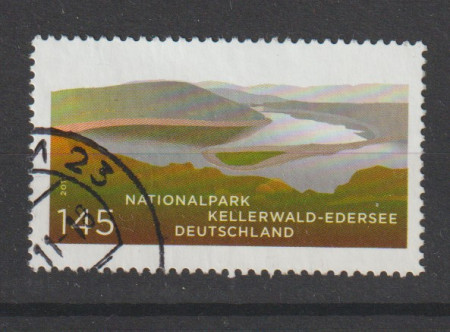 23
NATIONALPARK
KELLERWALD-EDERSEE
145 DEUTSCHLAND